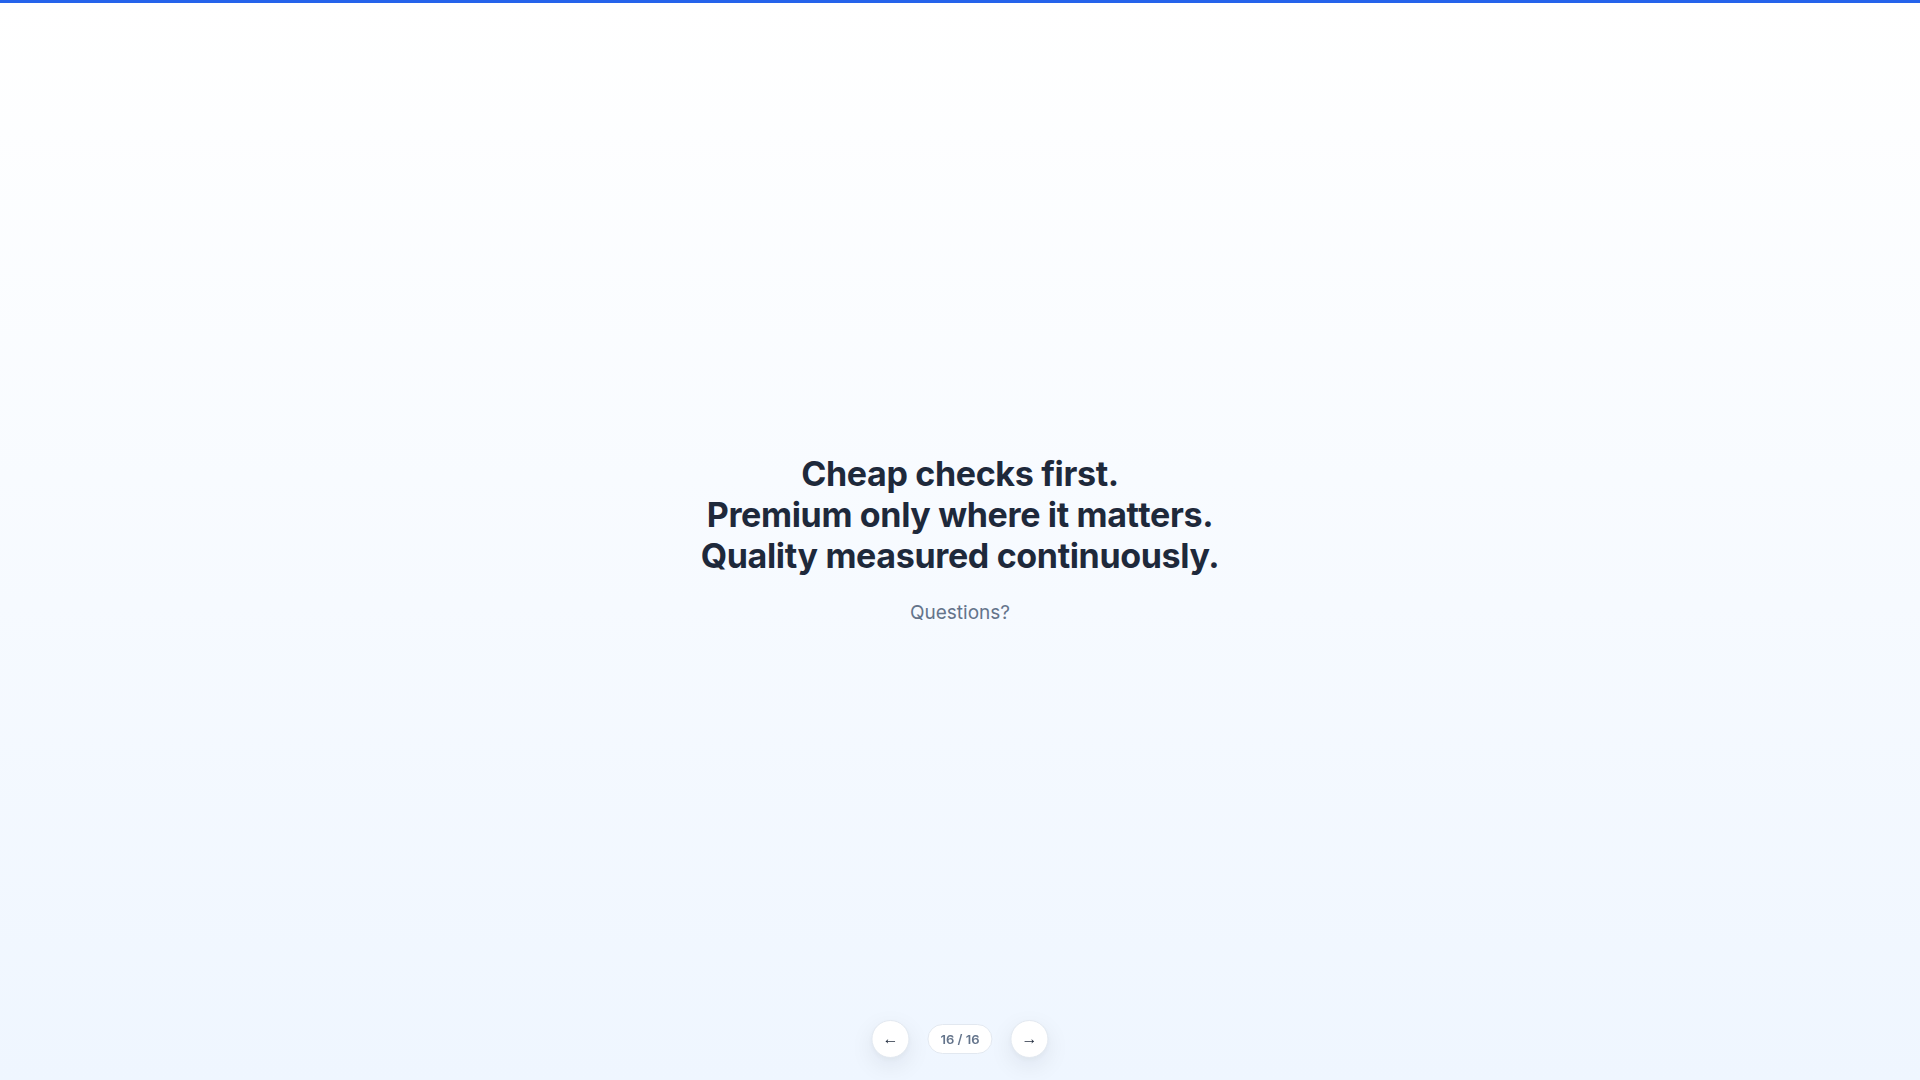 Cheap checks first.
Premium only where it matters.
Quality measured continuously.
Questions?
← 16 / 16 →